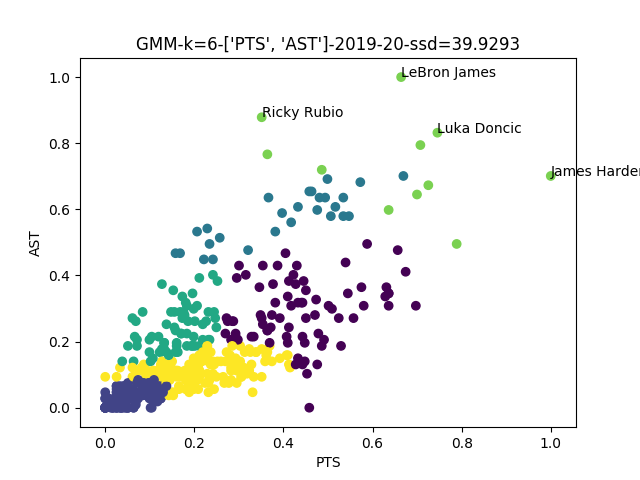 GMM-k=6-['PTS', 'AST']-2019-20-ssd=39.9293
1.0
LeBron James
Ricky Rubio
Luka Doncic
0.8
James Harden
0.6
AST
0.4
0.2
0.0
0.0 0.2 0.4 0.6 0.8 1.0
PTS